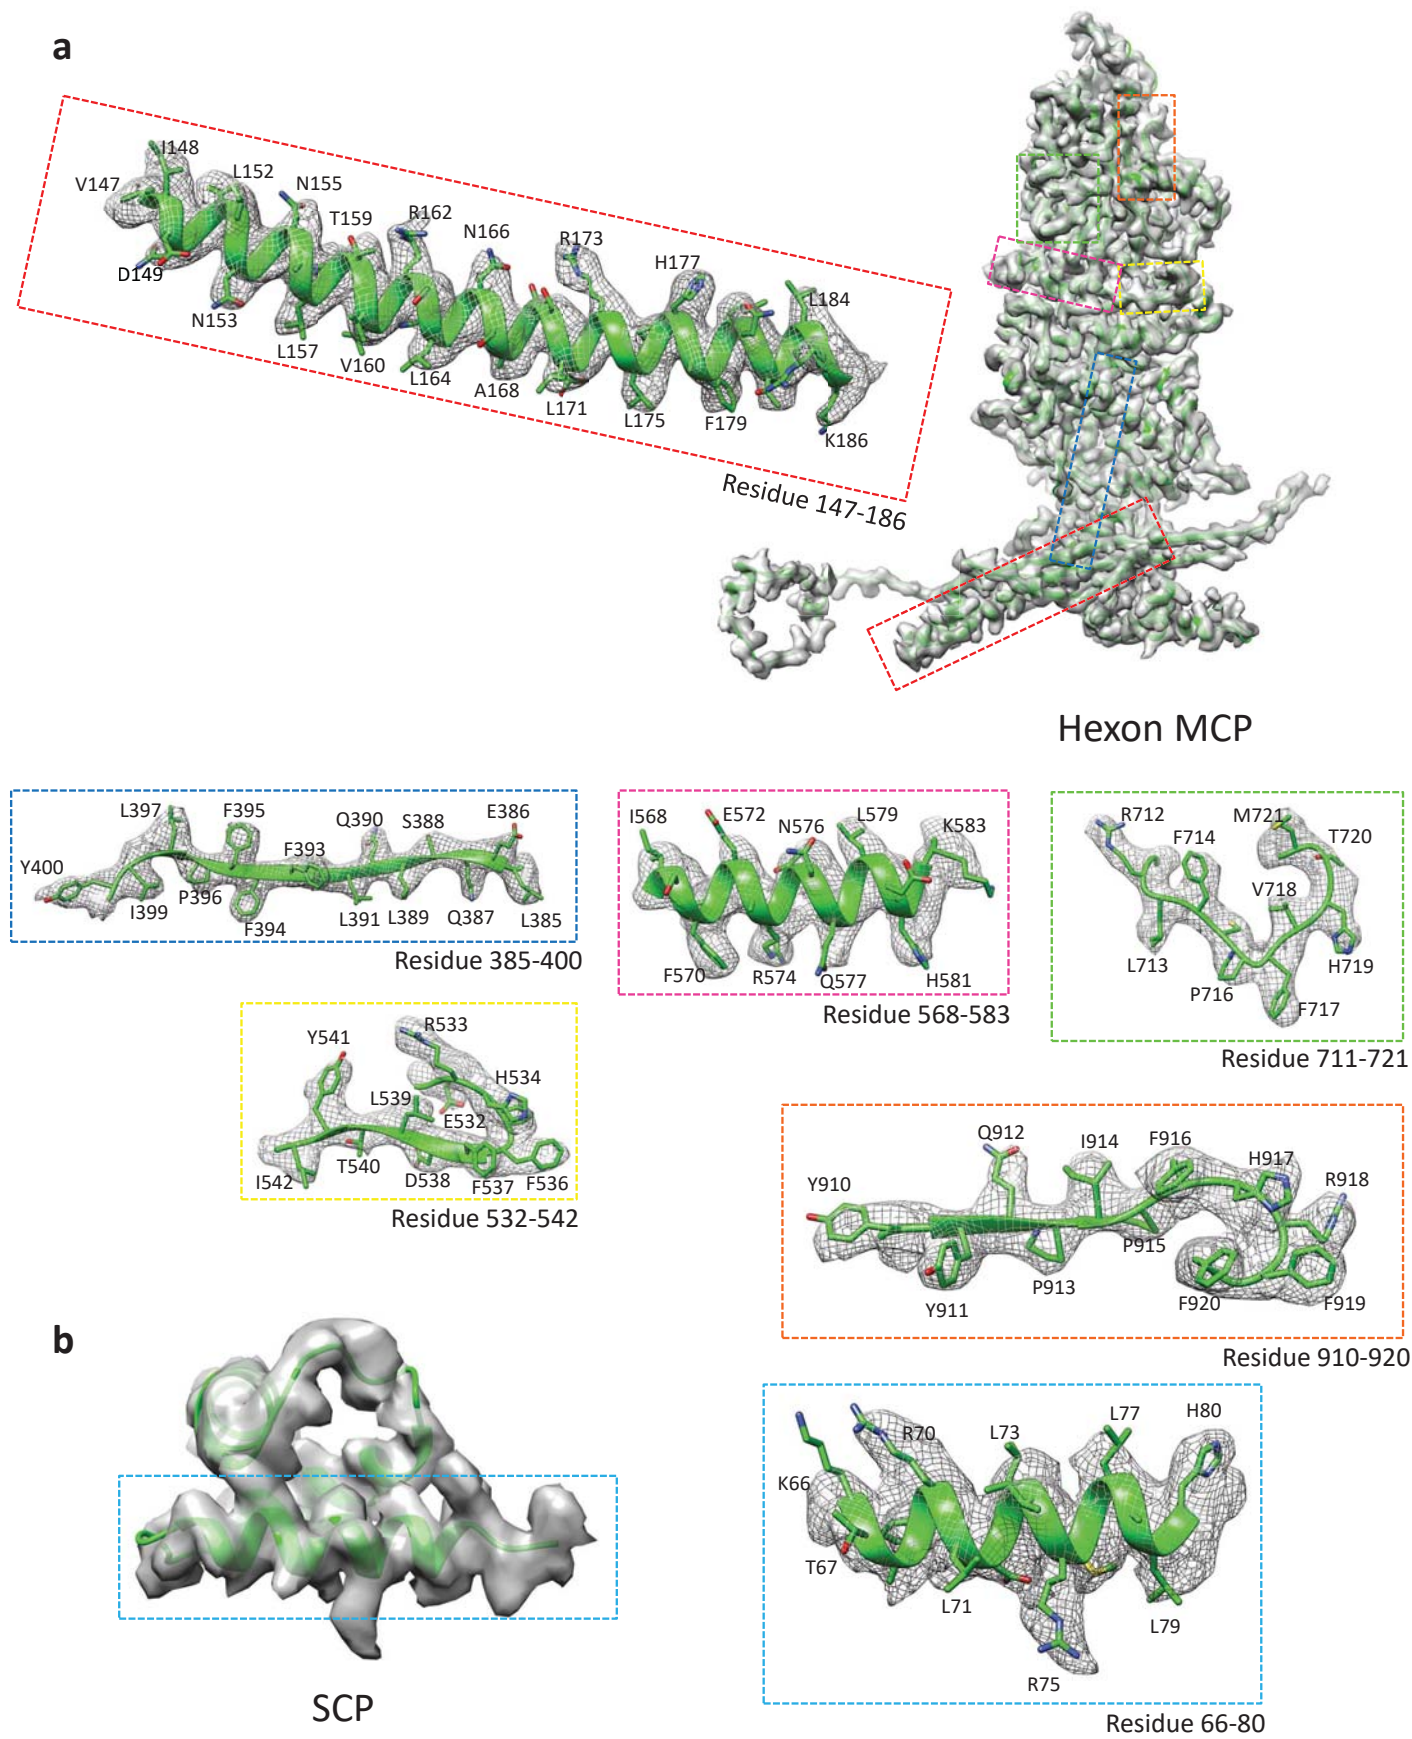 a
I148
V147
L152
N155
T159
R162
N166
R173
H177
L184
D149
N153
L157
V160
L164
A168
L171
L175
F179
K186
Residue 147-186
Hexon MCP
L397
F395
Q390
S388
E386
Y400
F393
I399
P396
F394
L391
L389
Q387
L385
Residue 385-400
I568
E572
N576
L579
K583
F570
R574
Q577
H581
Residue 568-583
R712
F714
M721
T720
V718
L713
P716
H719
F717
Residue 711-721
Y541
R533
H534
L539
E532
I542
T540
D538
F537
F536
Residue 532-542
Y910
Q912
I914
F916
H917
R918
Y911
P913
P915
F920
F919
Residue 910-920
b
SCP
K66
R70
L73
L77
H80
T67
L71
R75
L79
Residue 66-80